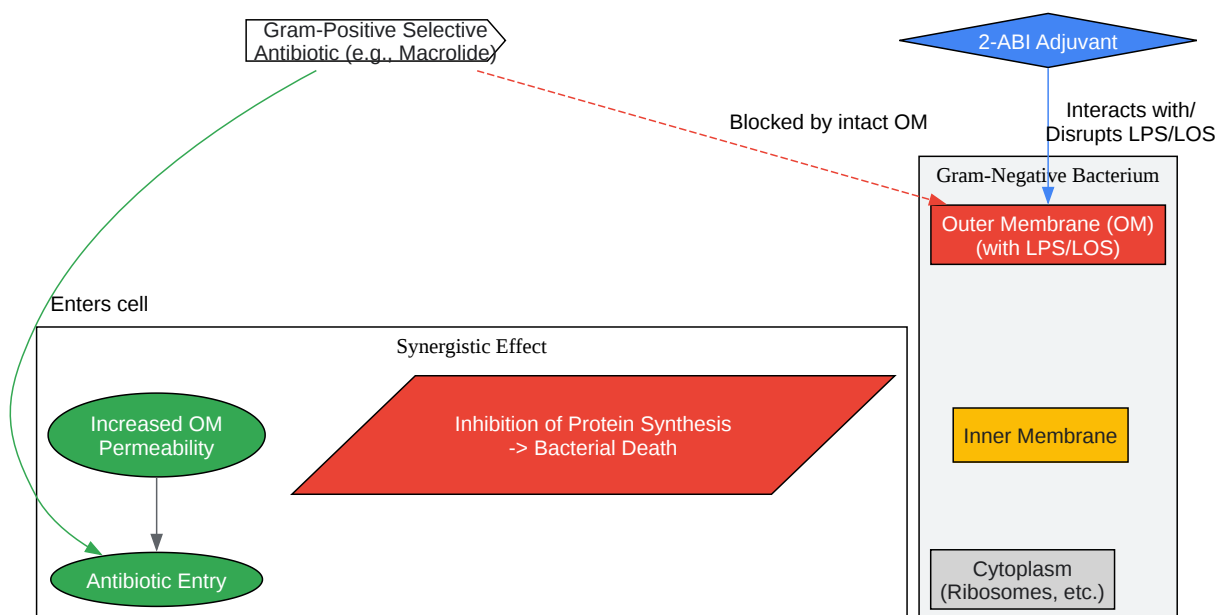 Gram-Positive Selective
Antibiotic (e.g., Macrolide)
2-ABI Adjuvant
Blocked by intact OM
Interacts with/
Disrupts LPS/LOS
Gram-Negative Bacterium
Outer Membrane (OM)
(with LPS/LOS)
Enters cell
Synergistic Effect
Increased OM
Permeability
Inhibition of Protein Synthesis
-> Bacterial Death
Inner Membrane
Antibiotic Entry
Cytoplasm
(Ribosomes, etc.)